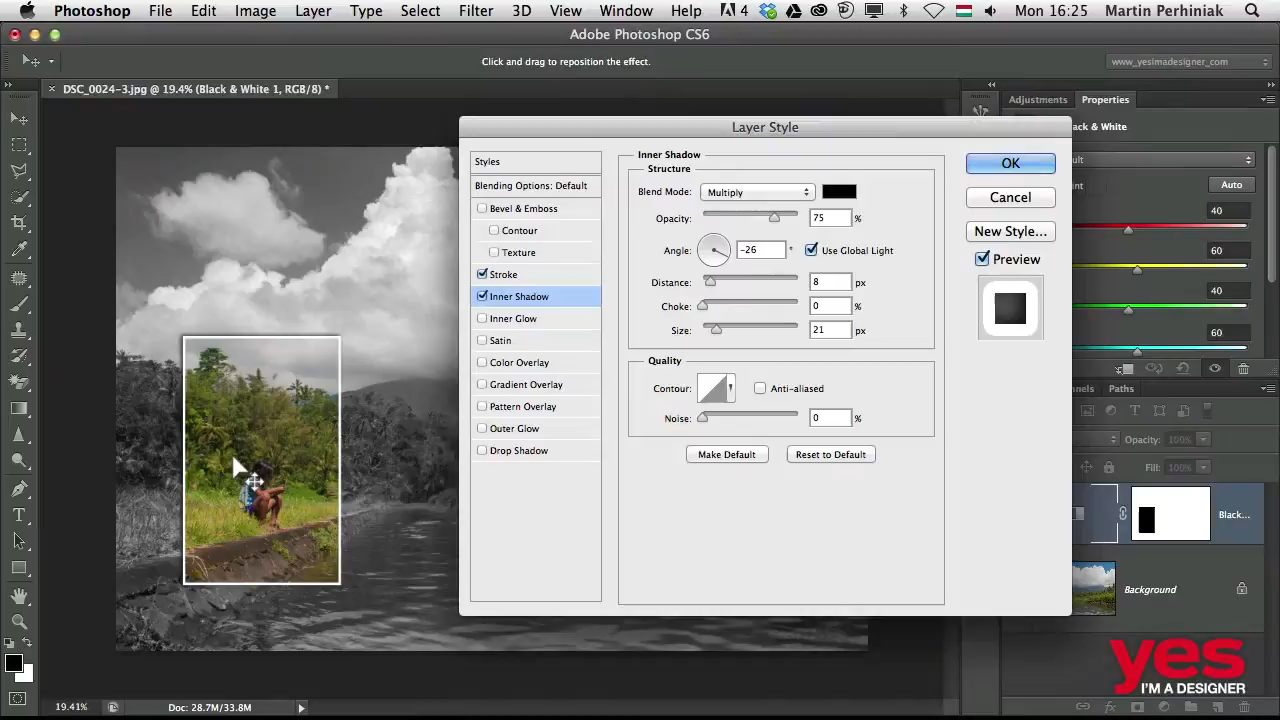 Photoshop File Edit Image Layer Type Select Filter 3D View Window Help 4 Mon 16:25 Martin Perhiniak
Adobe Photoshop CS6
Click and drag to reposition the effect.
www_yesimadesigner_com
DSC_0024-3.jpg @ 19.4% (Black & White 1, RGB/8) *
Adjustments Properties
ack & White
Layer Style
Styles
Blending Options: Default
Bevel & Emboss
Contour
Texture
Stroke
Inner Shadow
Inner Glow
Satin
Color Overlay
Gradient Overlay
Pattern Overlay
Outer Glow
Drop Shadow
Inner Shadow
Structure
Blend Mode: Multiply
Opacity: 75 %
Angle: -26 ° Use Global Light
Distance: 8 px
Choke: 0 %
Size: 21 px
Quality
Contour: Anti-aliased
Noise: 0 %
Make Default Reset to Default
OK
Cancel
New Style...
Preview
ult
int Auto
40
60
40
60
nnels Paths
Opacity: 100%
Fill: 100%
Black...
Background
19.41% Doc: 28.7M/33.8M
yes
I'M A DESIGNER